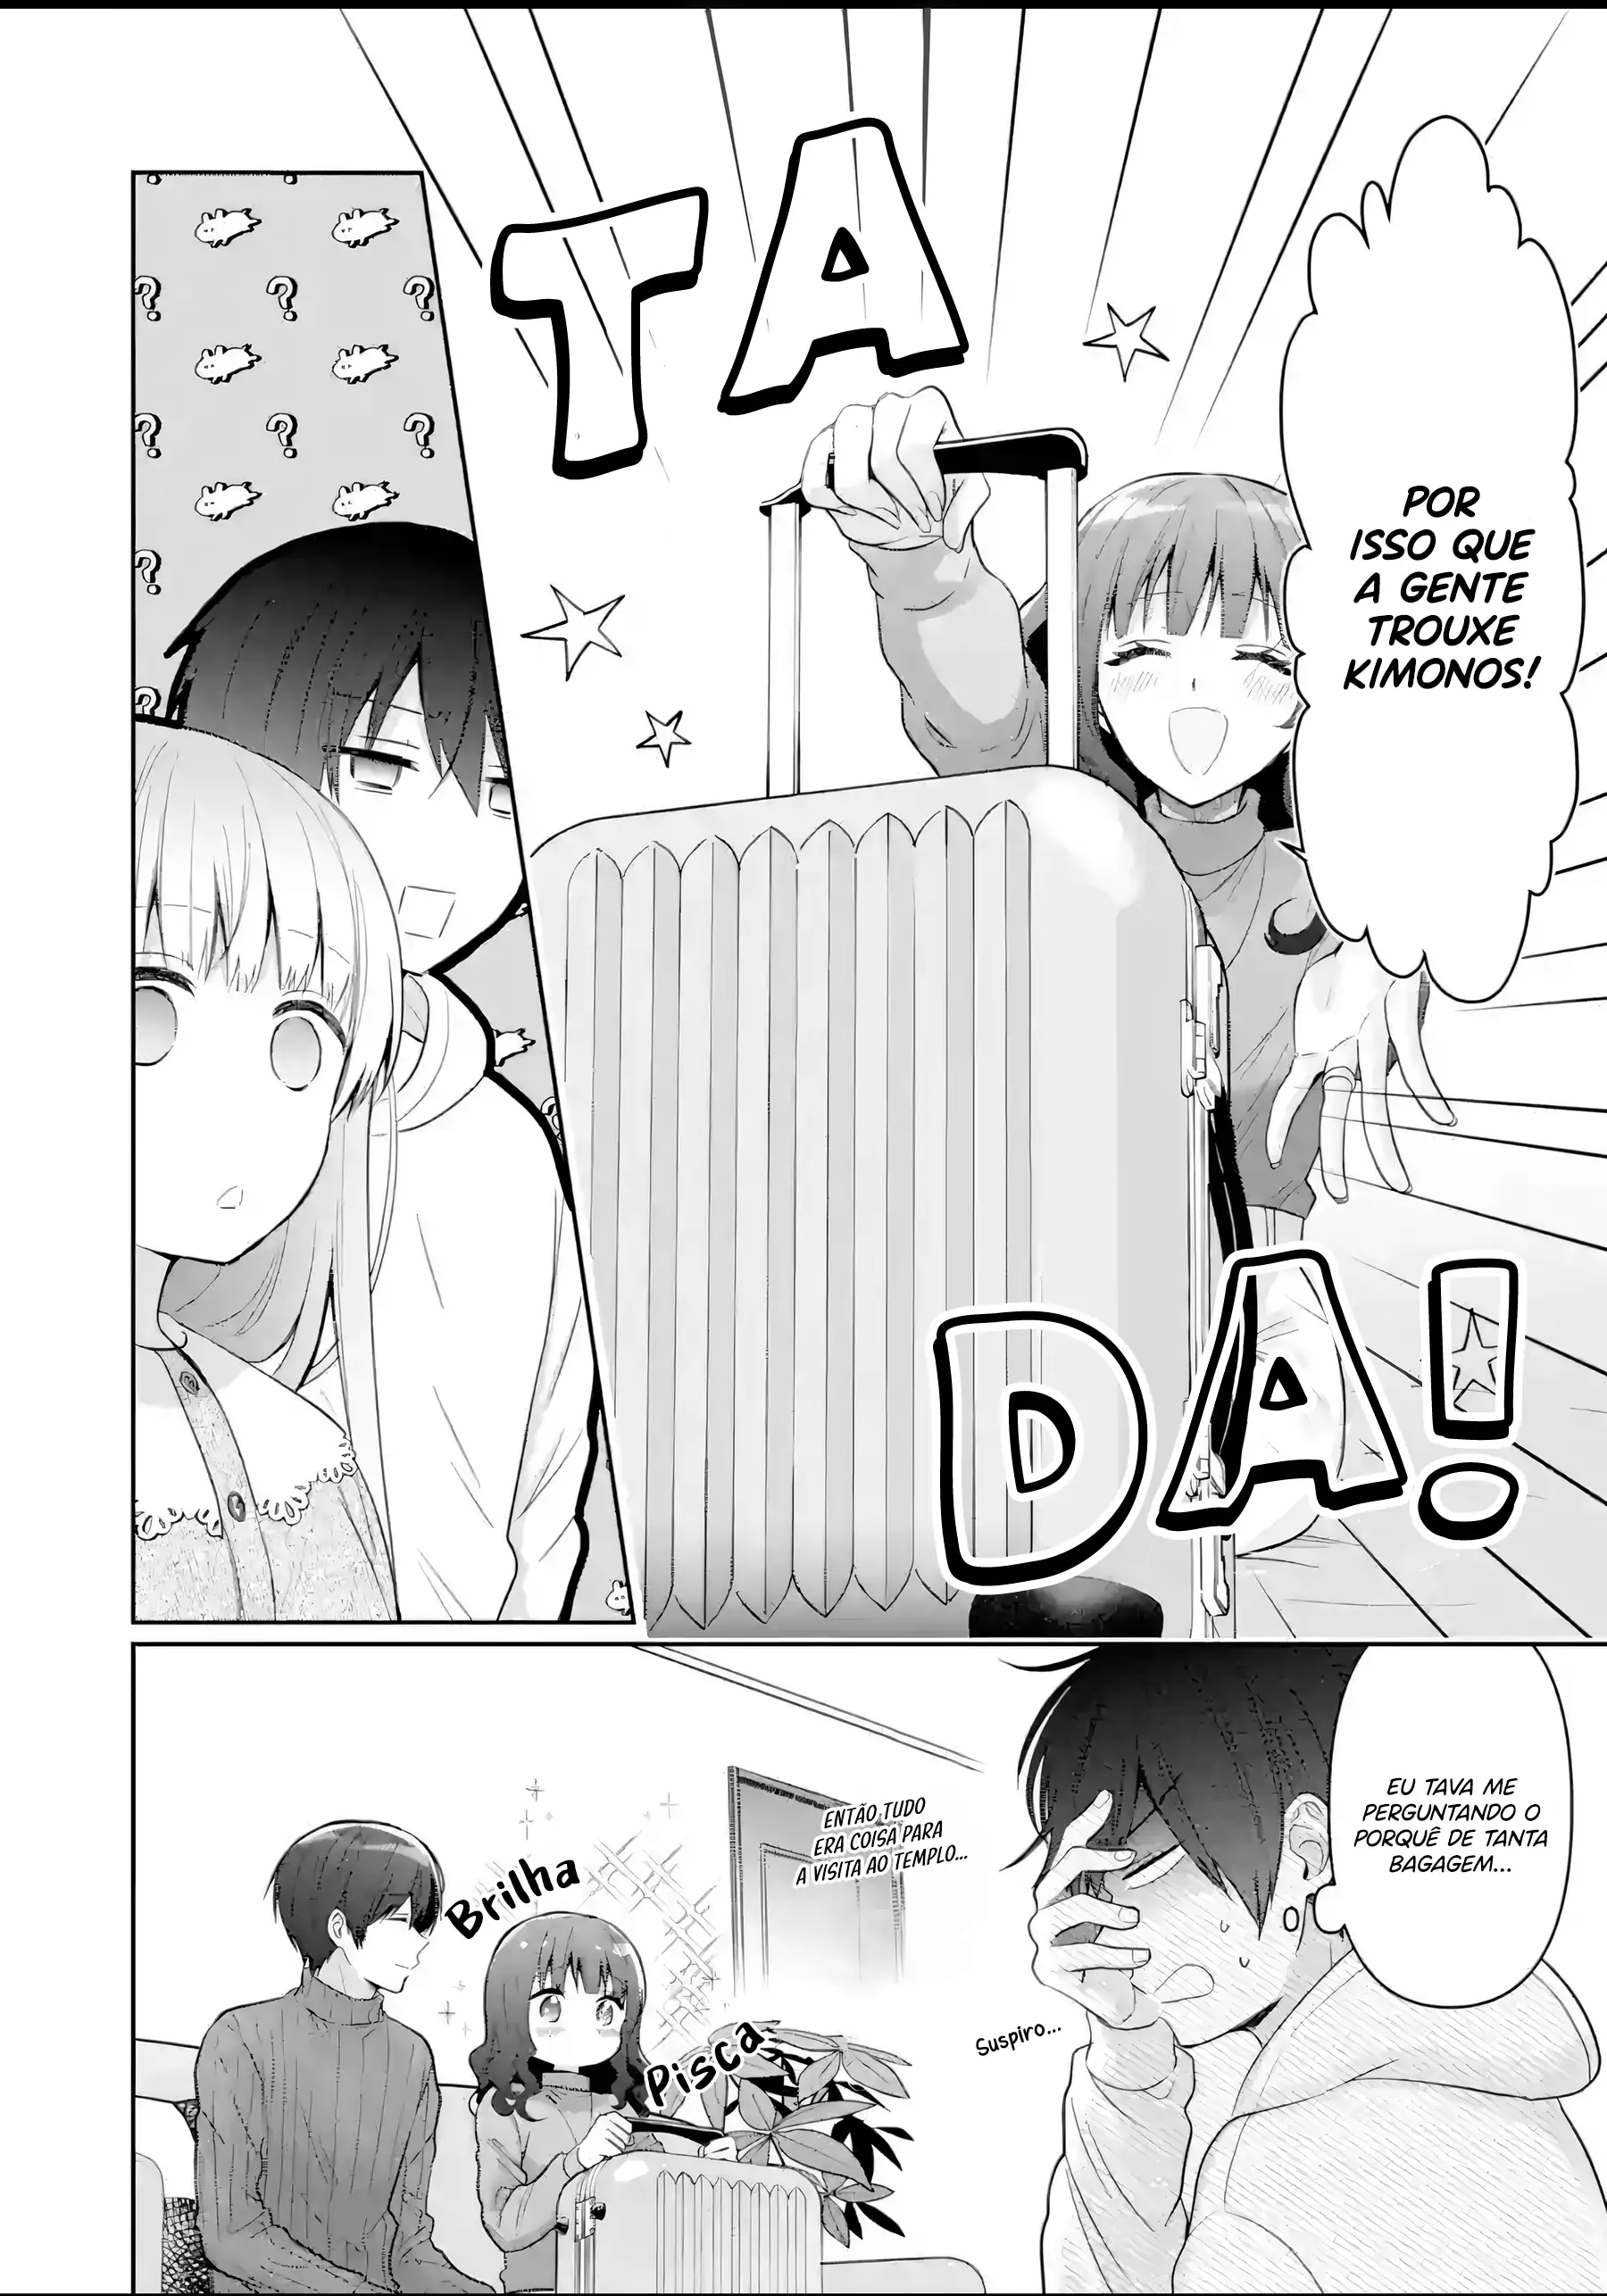 POR
ISSO QUE
A GENTE
TROUXE
KIMONOS!
TA
DA!
EU TAVA ME
PERGUNTANDO O
PORQUÊ DE TANTA
BAGAGEM...
Suspiro...
ENTÃO TUDO
ERA COISA PARA
A VISITA AO TEMPLO...
Brilha
Pisca